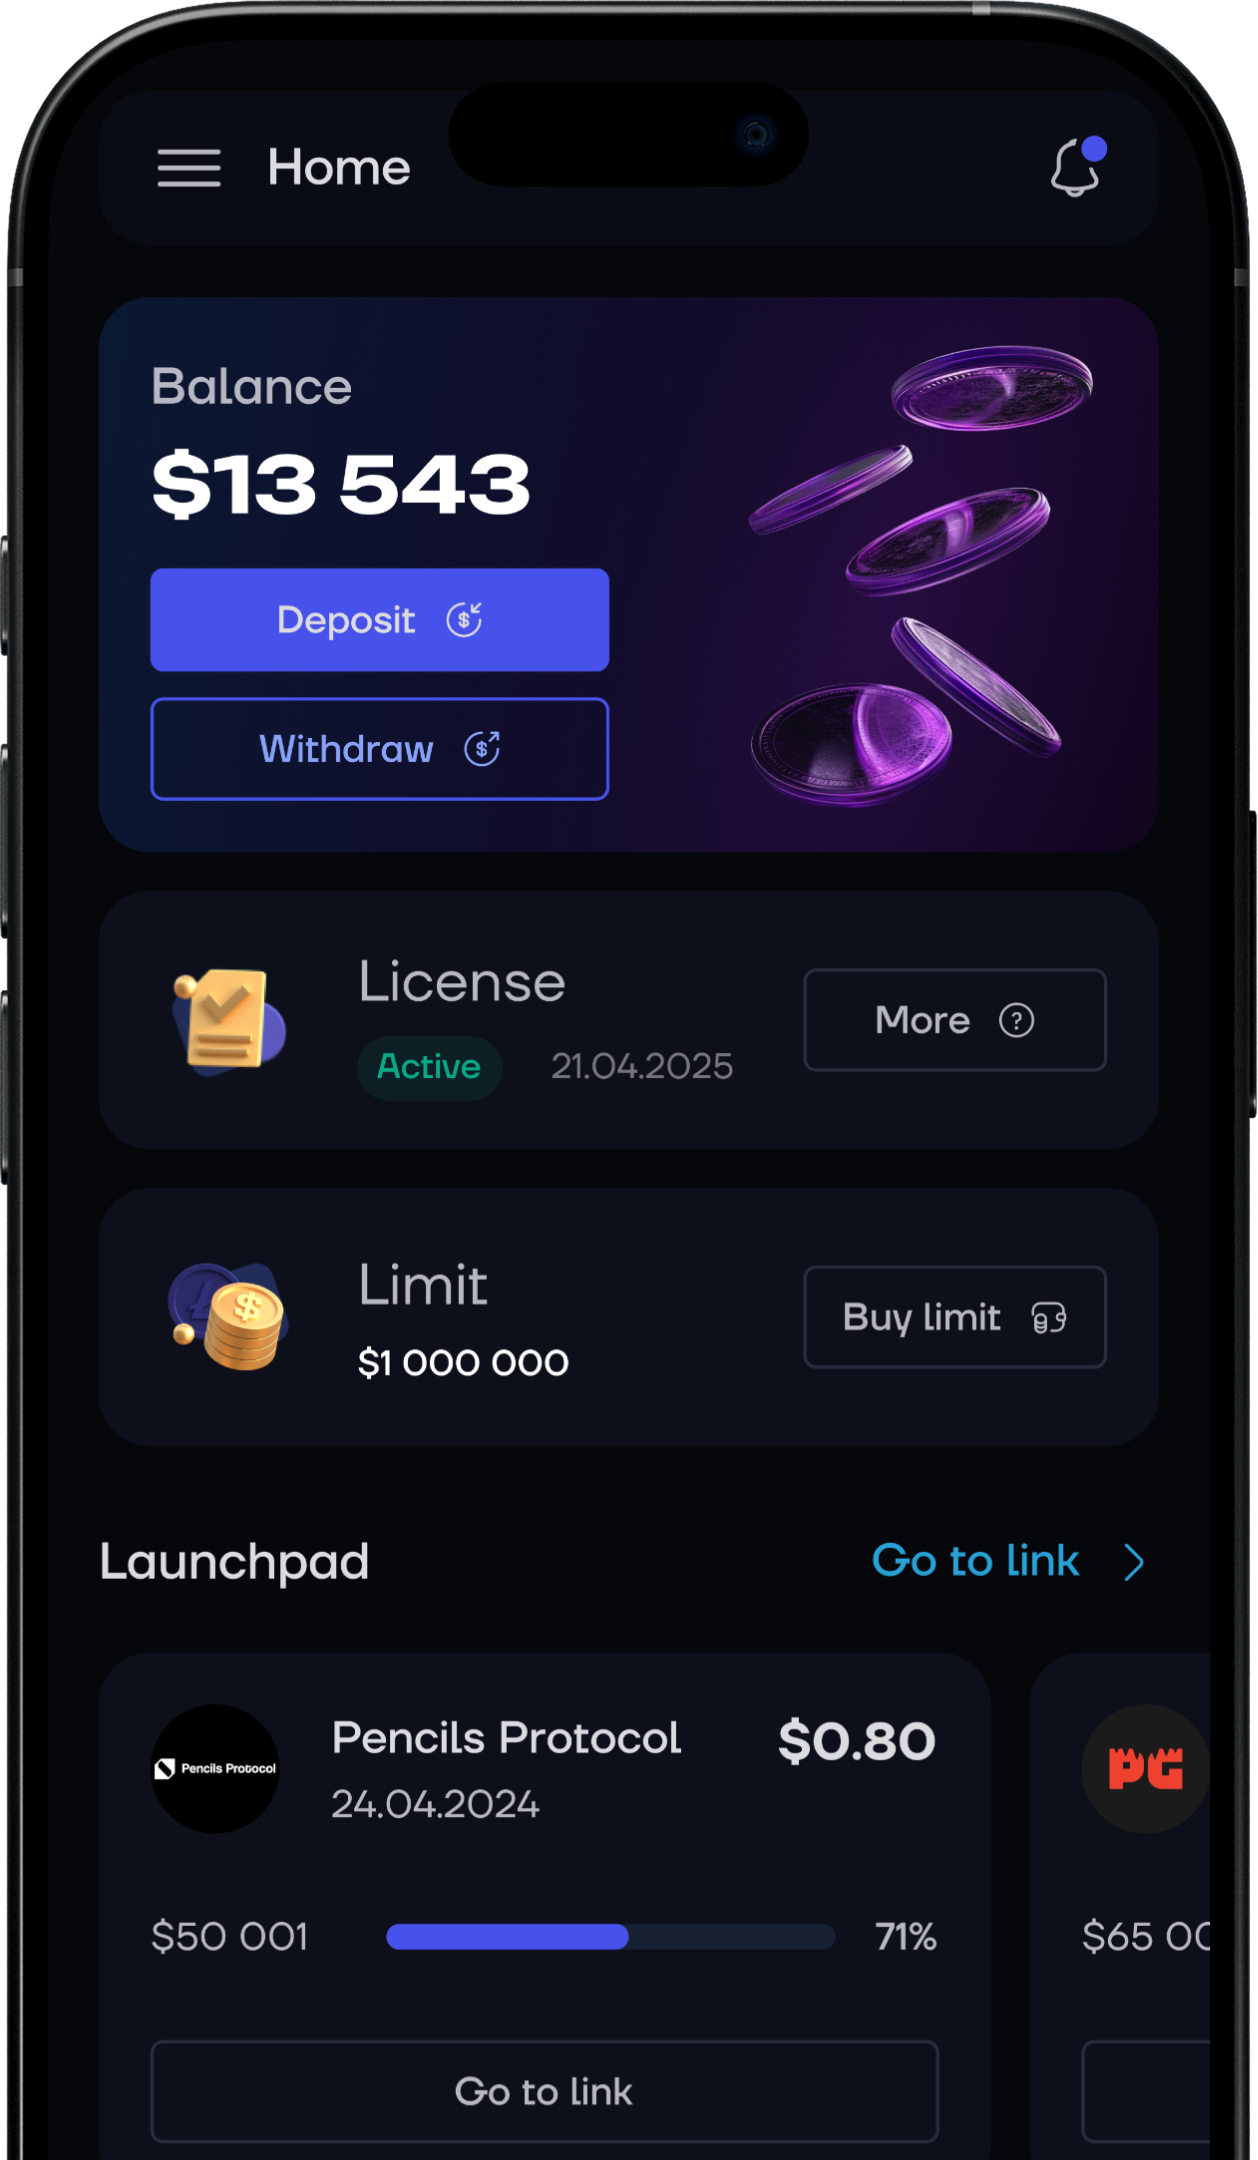 Home
Balance
$13 543
Deposit
Withdraw
License
Active 21.04.2025
More
Limit
$1 000 000
Buy limit
Launchpad
Go to link
Pencils Protocol
Pencils Protocol
24.04.2024
$0.80
$50 001
71%
Go to link
PG
$65 00